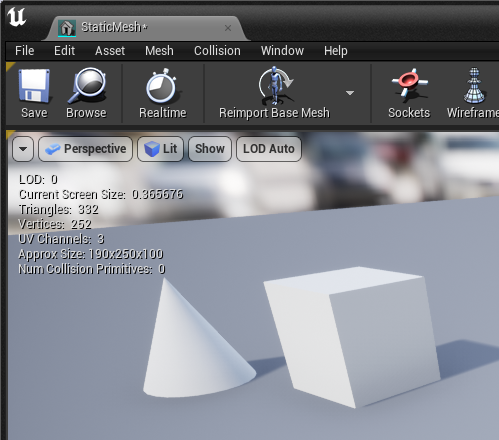 StaticMesh*
File Edit Asset Mesh Collision Window Help
Save Browse Realtime Reimport Base Mesh Sockets Wirefram
Perspective Lit Show LOD Auto
LOD: 0
Current Screen Size: 0.365676
Triangles: 332
Vertices: 252
UV Channels: 3
Approx Size: 190x250x100
Num Collision Primitives: 0